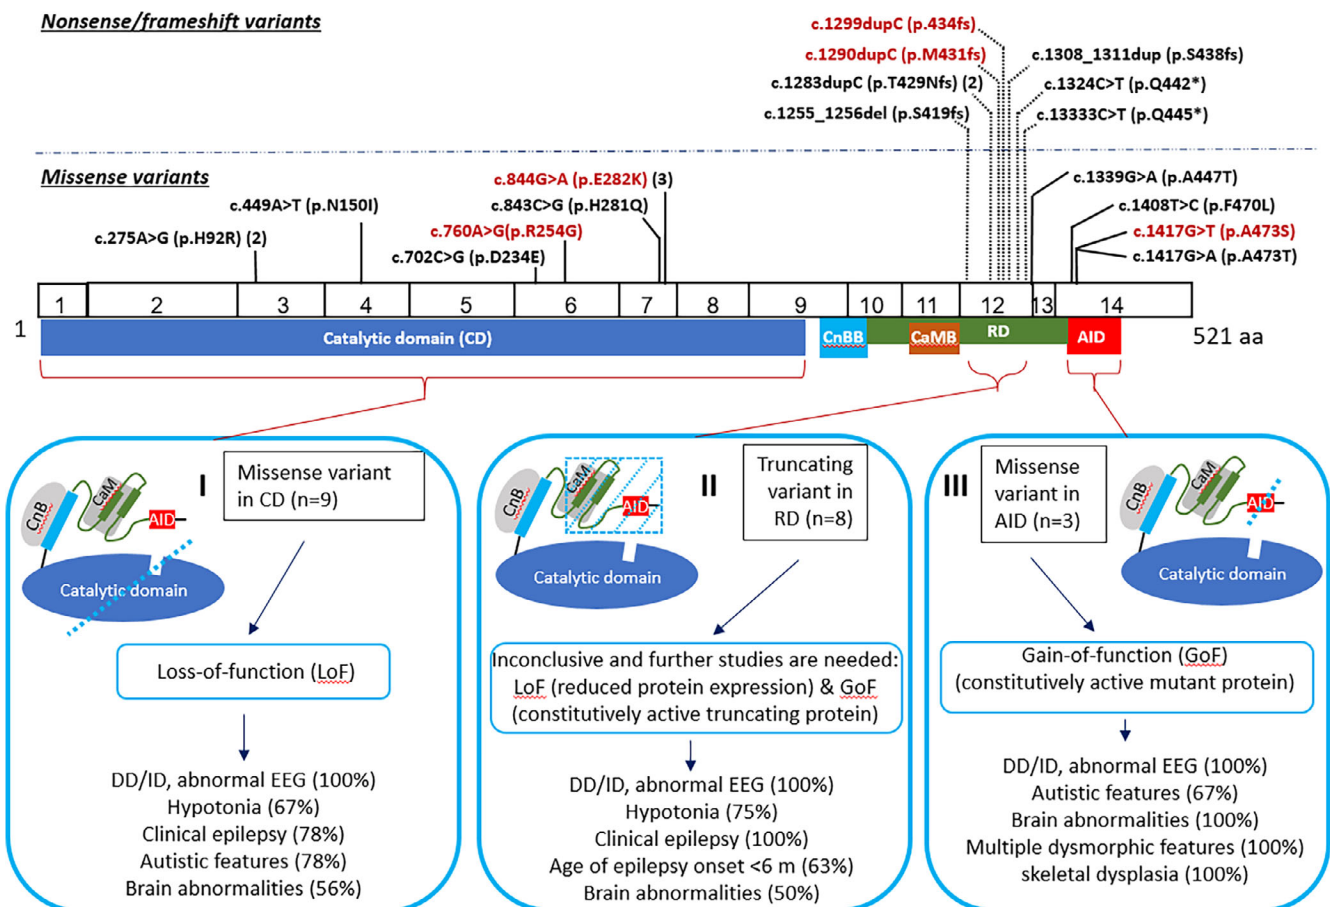 Nonsense/frameshift variants
c.1299dupC (p.434fs)
c.1290dupC (p.M431fs)
c.1283dupC (p.T429Nfs) (2)
c.1255_1256del (p.S419fs)
c.1308_1311dup (p.S438fs)
c.1324C>T (p.Q442*)
c.13333C>T (p.Q445*)
Missense variants
c.275A>G (p.H92R) (2)
c.449A>T (p.N150I)
c.844G>A (p.E282K) (3)
c.843C>G (p.H281Q)
c.760A>G(p.R254G)
c.702C>G (p.D234E)
c.1339G>A (p.A447T)
c.1408T>C (p.F470L)
c.1417G>T (p.A473S)
c.1417G>A (p.A473T)
1 2 3 4 5 6 7 8 9 10 11 12 13 14
1 Catalytic domain (CD) CnBB CaMB RD AID 521 aa
CnB
CaM
AID
Catalytic domain
I
Missense variant
in CD (n=9)
Loss-of-function (LoF)
DD/ID, abnormal EEG (100%)
Hypotonia (67%)
Clinical epilepsy (78%)
Autistic features (78%)
Brain abnormalities (56%)
CnB
CaM
AID
Catalytic domain
II
Truncating
variant in
RD (n=8)
Inconclusive and further studies are needed:
LoF (reduced protein expression) & GoF
(constitutively active truncating protein)
DD/ID, abnormal EEG (100%)
Hypotonia (75%)
Clinical epilepsy (100%)
Age of epilepsy onset <6 m (63%)
Brain abnormalities (50%)
III
Missense
variant in
AID (n=3)
CnB
CaM
AID
Catalytic domain
Gain-of-function (GoF)
(constitutively active mutant protein)
DD/ID, abnormal EEG (100%)
Autistic features (67%)
Brain abnormalities (100%)
Multiple dysmorphic features (100%)
skeletal dysplasia (100%)